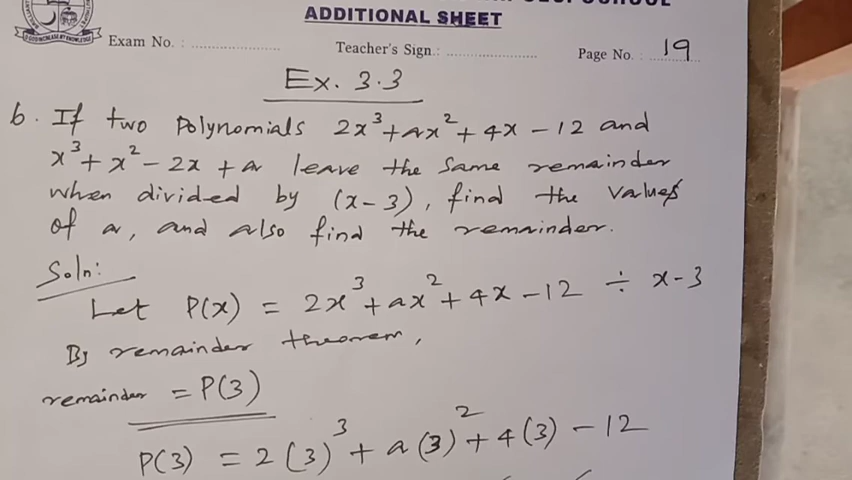 SCHOOL
ADDITIONAL SHEET
Exam No. : ........................ Teacher's Sign.: ........................ Page No. : 19
Ex. 3.3
6. If two Polynomials 2x³+ax²+4x-12 and
x³+x²-2x+a leave the same remainder
when divided by (x-3), find the values
of a, and also find the remainder.
Soln:
Let P(x) = 2x³+ax²+4x-12 ÷ x-3
By remainder theorem,
remainder = P(3)
P(3) = 2(3)³+a(3)²+4(3)-12